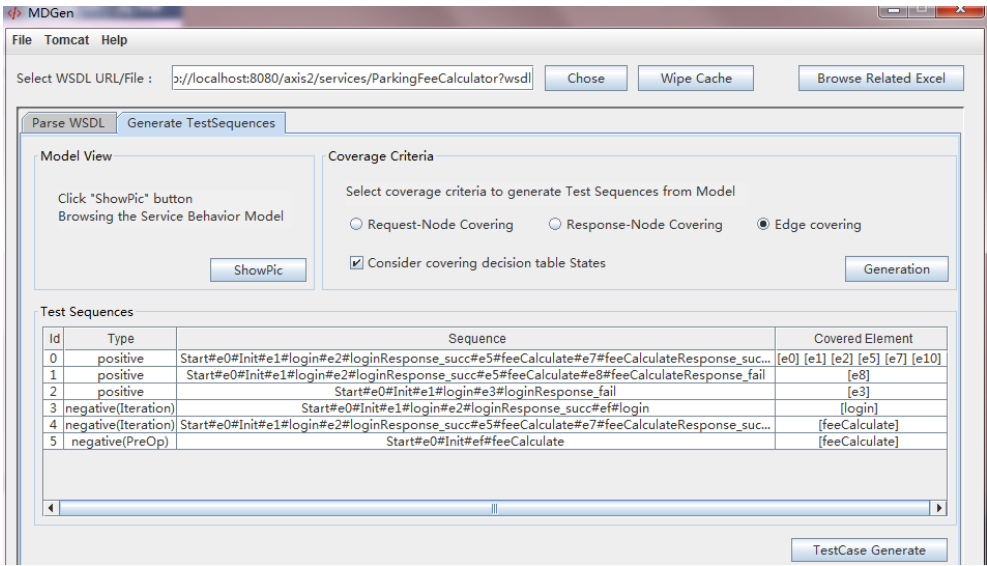 MDGen
File Tomcat Help
Select WSDL URL/File : ɔ://localhost:8080/axis2/services/ParkingFeeCalculator?wsdl Chose Wipe Cache Browse Related Excel
Parse WSDL Generate TestSequences
Model View
Click "ShowPic" button
Browsing the Service Behavior Model
ShowPic
Coverage Criteria
Select coverage criteria to generate Test Sequences from Model
Request-Node Covering Response-Node Covering Edge covering
Consider covering decision table States
Generation
Test Sequences
Id Type Sequence Covered Element
0 positive Start#e0#Init#e1#login#e2#loginResponse_succ#e5#feeCalculate#e7#feeCalculateResponse_suc... [e0] [e1] [e2] [e5] [e7] [e10]
1 positive Start#e0#Init#e1#login#e2#loginResponse_succ#e5#feeCalculate#e8#feeCalculateResponse_fail [e8]
2 positive Start#e0#Init#e1#login#e3#loginResponse_fail [e3]
3 negative(Iteration) Start#e0#Init#e1#login#e2#loginResponse_succ#ef#login [login]
4 negative(Iteration) Start#e0#Init#e1#login#e2#loginResponse_succ#e5#feeCalculate#e7#feeCalculateResponse_suc... [feeCalculate]
5 negative(PreOp) Start#e0#Init#ef#feeCalculate [feeCalculate]
TestCase Generate